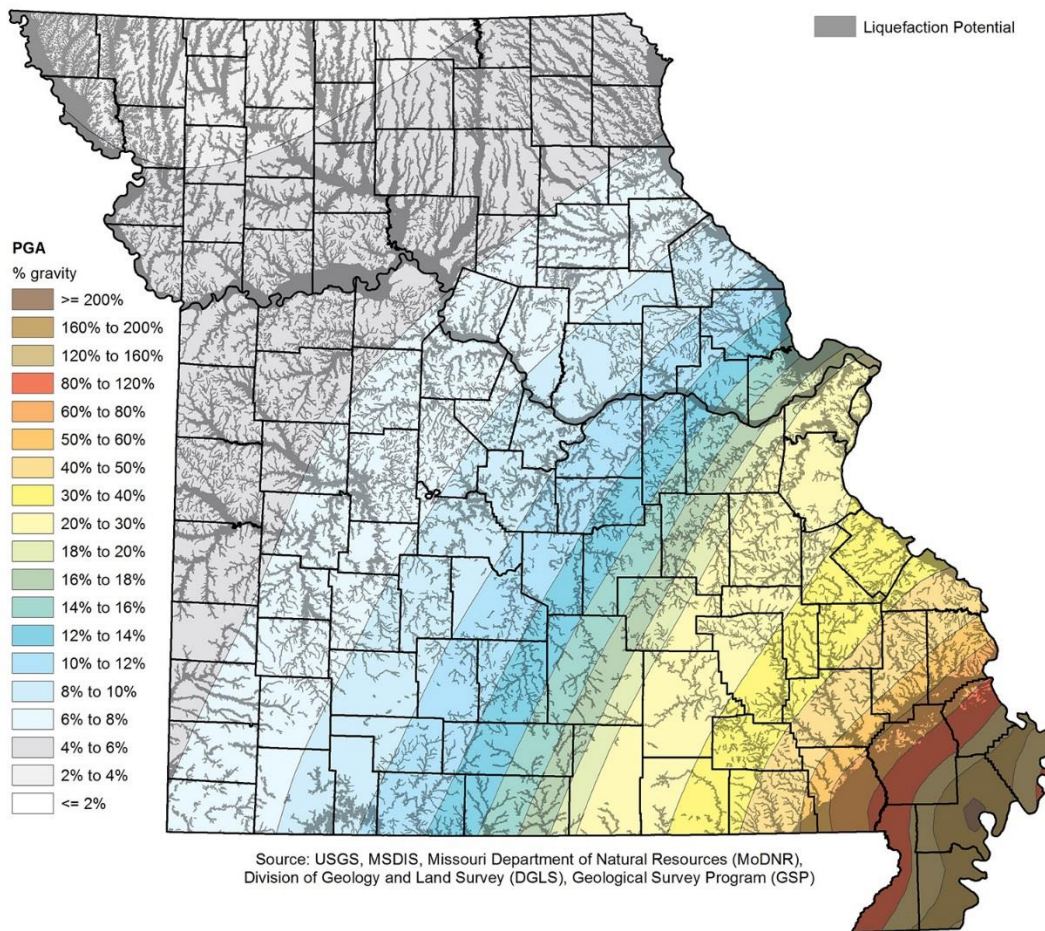 Liquefaction Potential
PGA
% gravity
>= 200%
160% to 200%
120% to 160%
80% to 120%
60% to 80%
50% to 60%
40% to 50%
30% to 40%
20% to 30%
18% to 20%
16% to 18%
14% to 16%
12% to 14%
10% to 12%
8% to 10%
6% to 8%
4% to 6%
2% to 4%
<= 2%
Source: USGS, MSDIS, Missouri Department of Natural Resources (MoDNR),
Division of Geology and Land Survey (DGLS), Geological Survey Program (GSP)